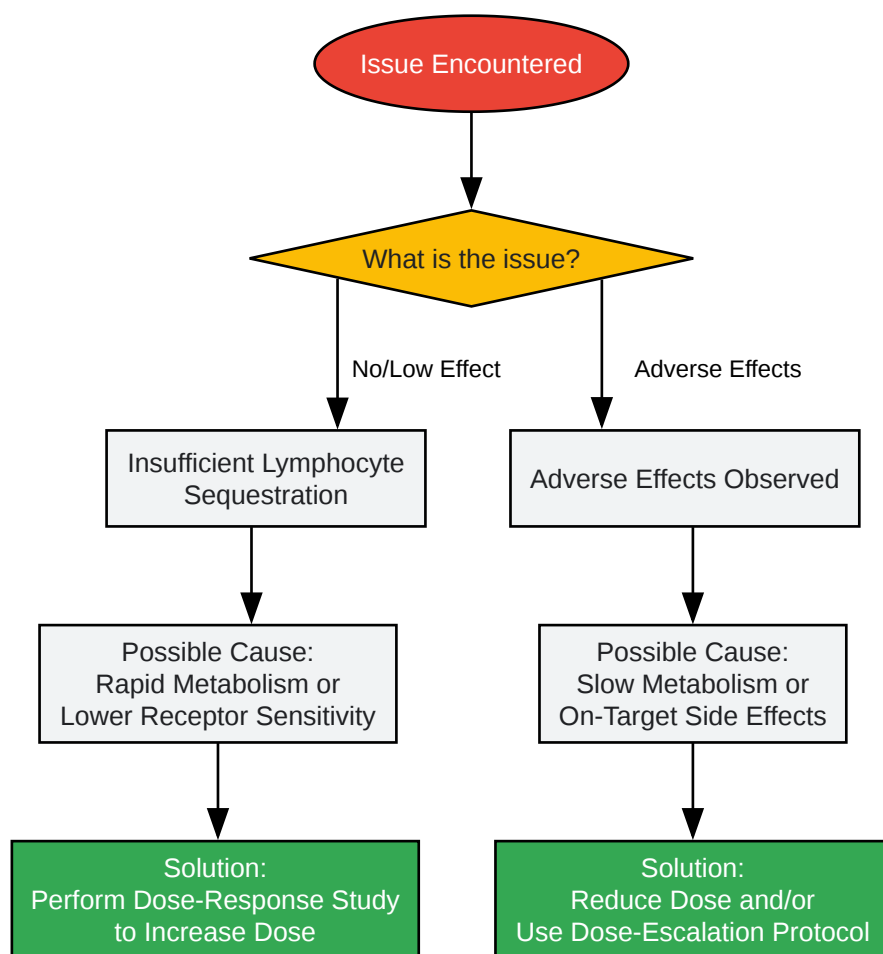 Issue Encountered
What is the issue?
No/Low Effect
Adverse Effects
Insufficient Lymphocyte
Sequestration
Adverse Effects Observed
Possible Cause:
Rapid Metabolism or
Lower Receptor Sensitivity
Possible Cause:
Slow Metabolism or
On-Target Side Effects
Solution:
Perform Dose-Response Study
to Increase Dose
Solution:
Reduce Dose and/or
Use Dose-Escalation Protocol